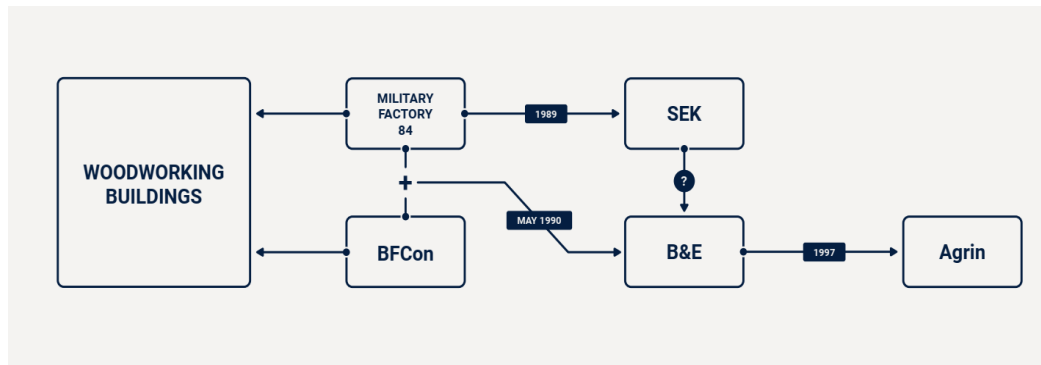 WOODWORKING
BUILDINGS
MILITARY
FACTORY
84
1989
SEK
+
?
MAY 1990
BFCon
B&E
1997
Agrin